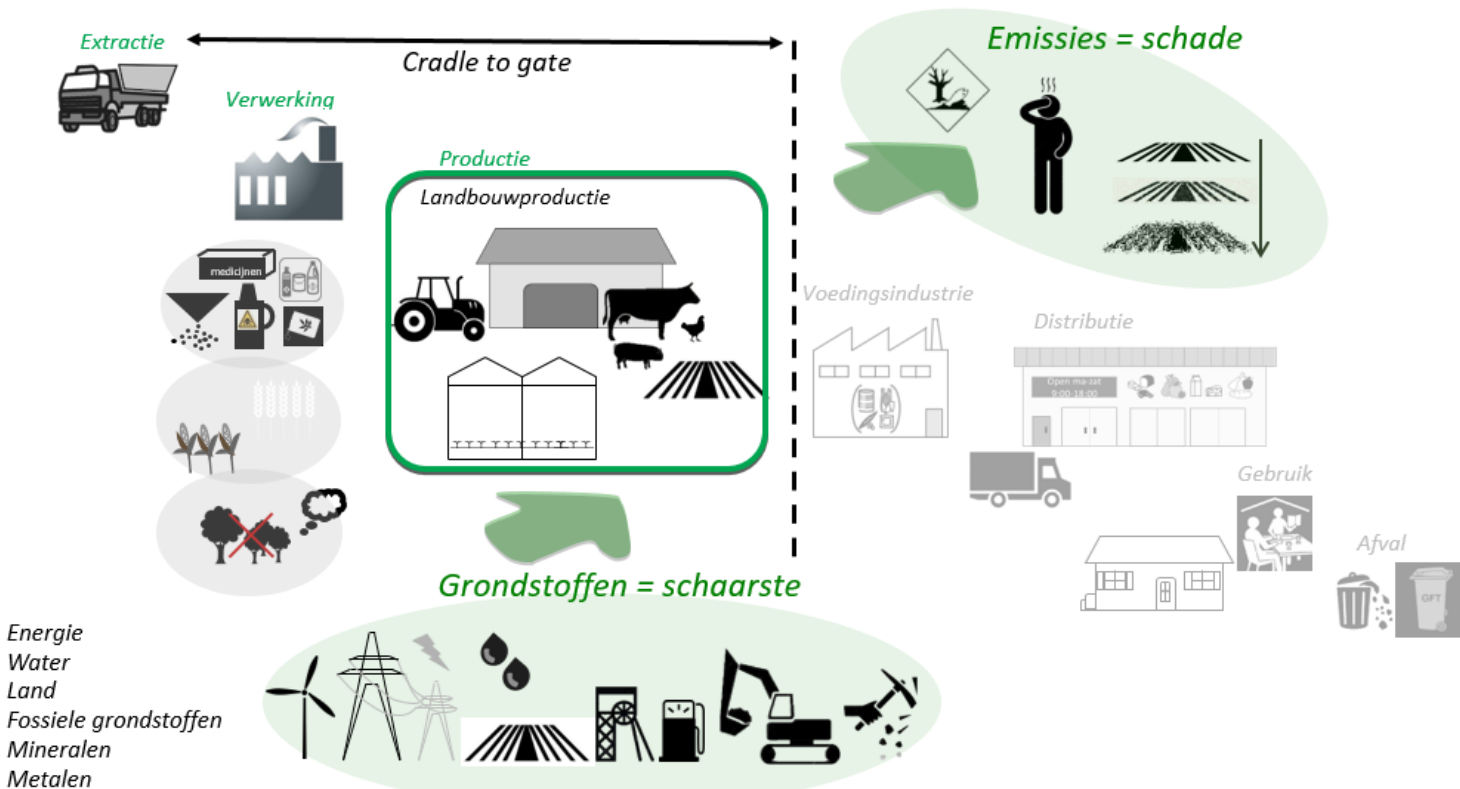 Extractie
Cradle to gate
Emissies = schade
Verwerking
Productie
Landbouwproductie
medicijnen
Voedingsindustrie
Distributie
Open ma-zat
9:00-18:00
Gebruik
Afval
GFT
Grondstoffen = schaarste
Energie
Water
Land
Fossiele grondstoffen
Mineralen
Metalen